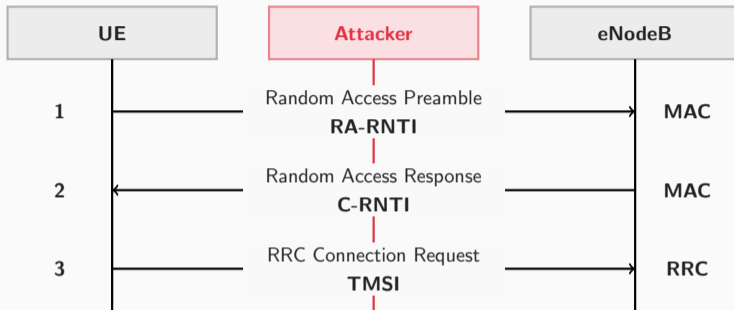 UE
Attacker
eNodeB
Random Access Preamble
1
RA-RNTI
MAC
Random Access Response
2
C-RNTI
MAC
RRC Connection Request
3
TMSI
RRC